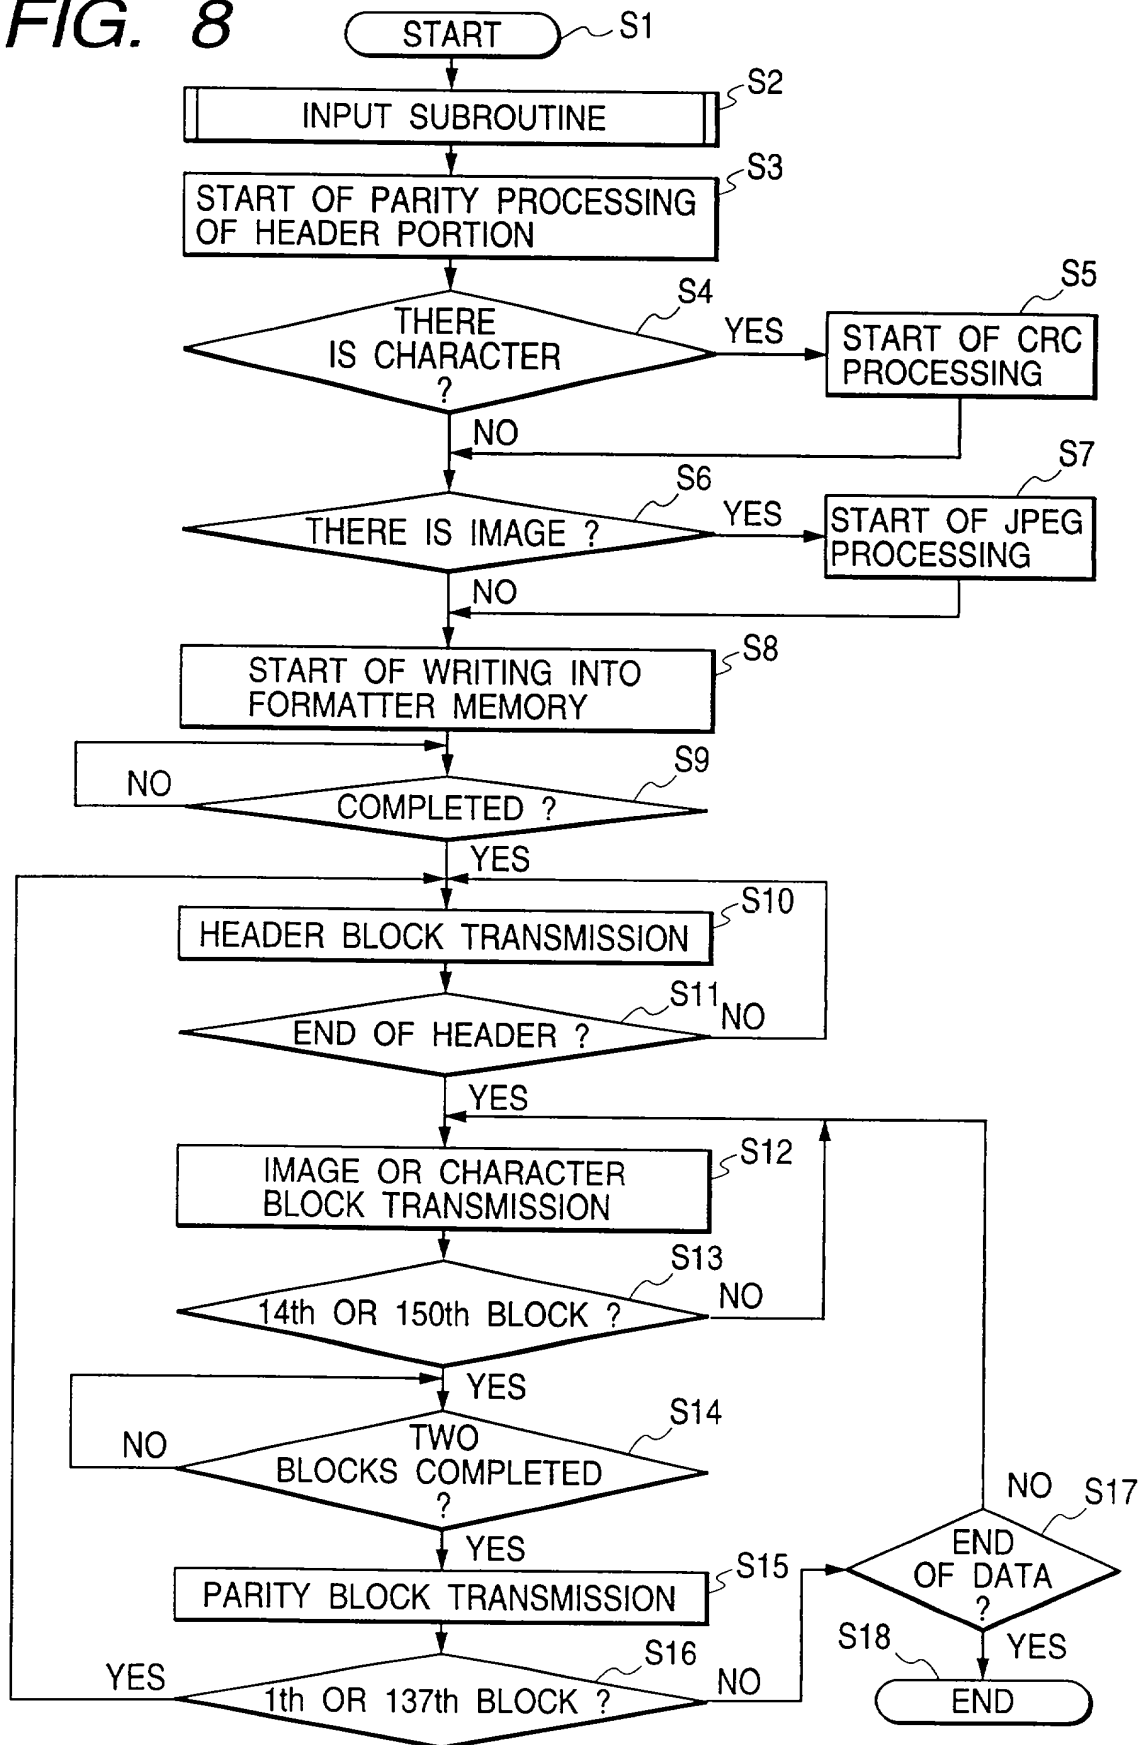 FIG. 8
START
S1
S2
INPUT SUBROUTINE
S3
START OF PARITY PROCESSING
OF HEADER PORTION
S4
THERE
IS CHARACTER
?
YES
S5
START OF CRC
PROCESSING
NO
S6
THERE IS IMAGE ?
YES
S7
START OF JPEG
PROCESSING
NO
S8
START OF WRITING INTO
FORMATTER MEMORY
S9
NO
COMPLETED ?
YES
S10
HEADER BLOCK TRANSMISSION
S11
END OF HEADER ?
NO
YES
S12
IMAGE OR CHARACTER
BLOCK TRANSMISSION
S13
14th OR 150th BLOCK ?
NO
YES
S14
NO
TWO
BLOCKS COMPLETED
?
YES
S15
PARITY BLOCK TRANSMISSION
S16
YES
1th OR 137th BLOCK ?
NO
NO
S17
END
OF DATA
?
YES
S18
END